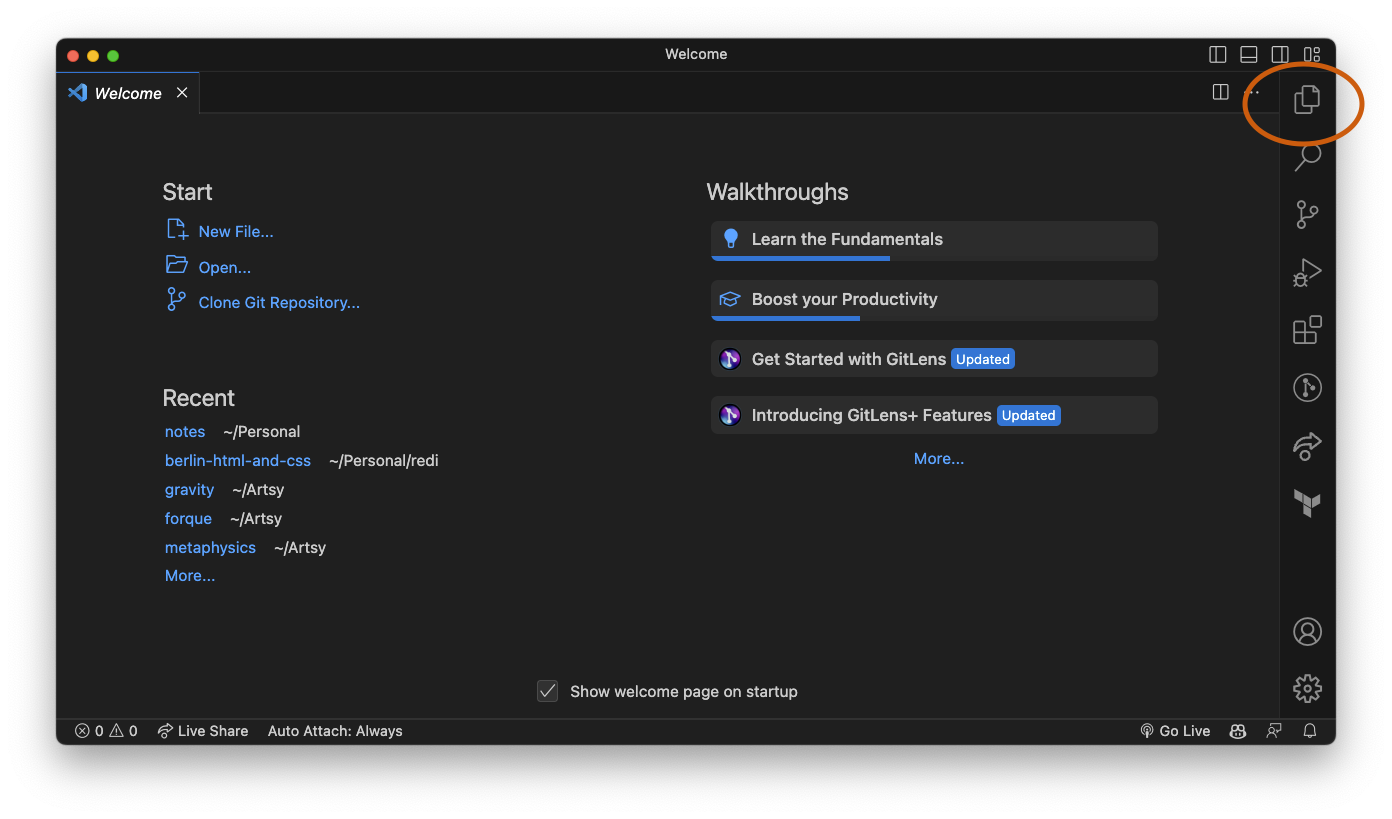 Welcome
Welcome
Start
New File...
Open...
Clone Git Repository...
Recent
notes ~/Personal
berlin-html-and-css ~/Personal/redi
gravity ~/Artsy
forque ~/Artsy
metaphysics ~/Artsy
More...
Walkthroughs
Learn the Fundamentals
Boost your Productivity
Get Started with GitLens Updated
Introducing GitLens+ Features Updated
More...
Show welcome page on startup
0 0 Live Share Auto Attach: Always Go Live